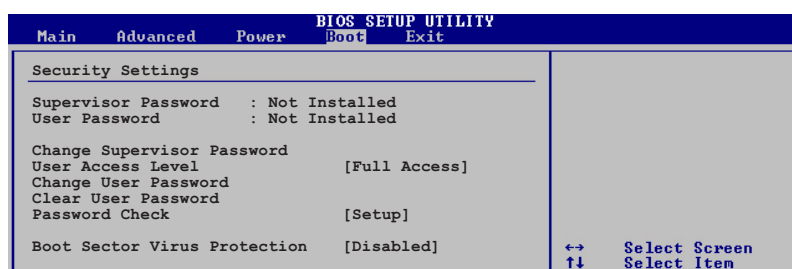 BIOS SETUP UTILITY
Main Advanced Power Boot Exit
Security Settings
Supervisor Password : Not Installed
User Password : Not Installed
Change Supervisor Password
User Access Level [Full Access]
Change User Password
Clear User Password
Password Check [Setup]
Boot Sector Virus Protection [Disabled]
←→ Select Screen
↑↓ Select Item